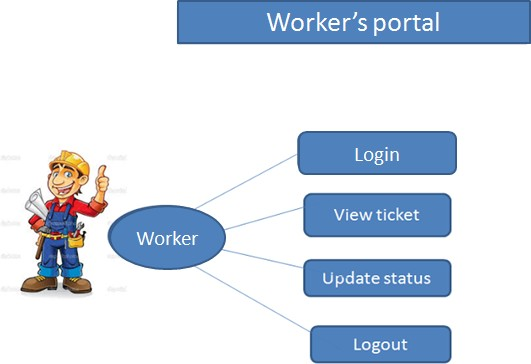 Worker's portal
Login
View ticket
Worker
Update status
Logout